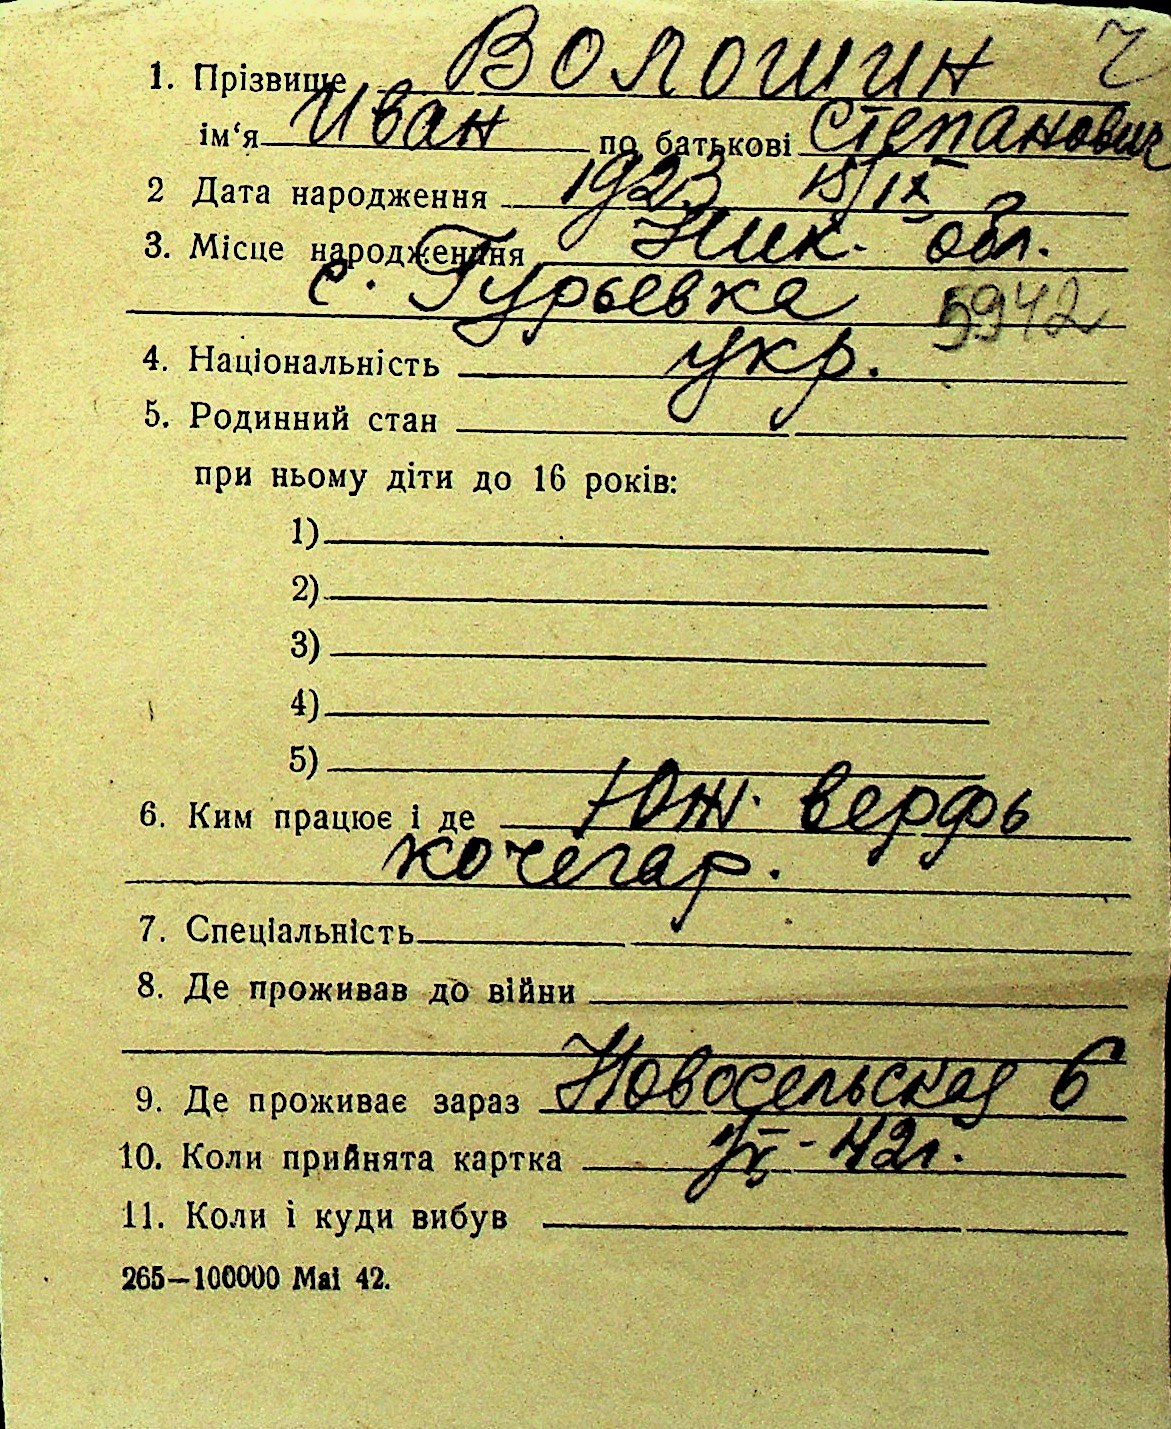 1. Прізвище Волошин Ч
ім‘я Иван по батькові Степанович
2 Дата народження 1923 15/IX
3. Місце народження Ник. обл.
с. Гурьевка 5942
4. Національність укр.
5. Родинний стан
при ньому діти до 16 років:
1)
2)
3)
4)
5)
6. Ким працює і де Юж. верфь
кочегар.
7. Спеціальність
8. Де проживав до війни
9. Де проживає зараз Новосельская 6
10. Коли прийнята картка - 42г.
11. Коли і куди вибув
265—100000 Mai 42.